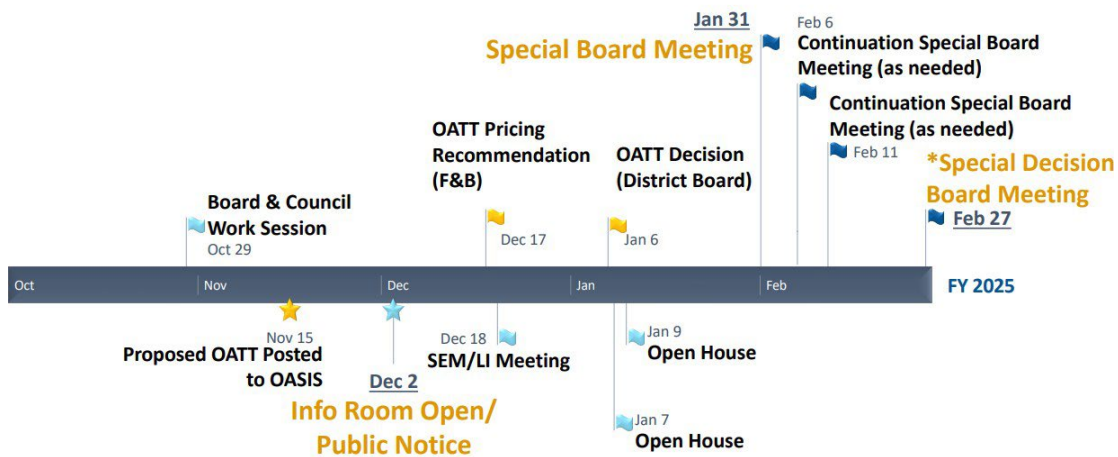 Jan 31
Special Board Meeting
Feb 6
Continuation Special Board
Meeting (as needed)
Continuation Special Board
Meeting (as needed)
Feb 11
OATT Pricing
Recommendation
(F&B)
Dec 17
OATT Decision
(District Board)
Jan 6
*Special Decision
Board Meeting
Feb 27
Board & Council
Work Session
Oct 29
Oct
Nov
Dec
Jan
Feb
FY 2025
Nov 15
Proposed OATT Posted
to OASIS
Dec 2
Info Room Open/
Public Notice
Dec 18
SEM/LI Meeting
Jan 9
Open House
Jan 7
Open House